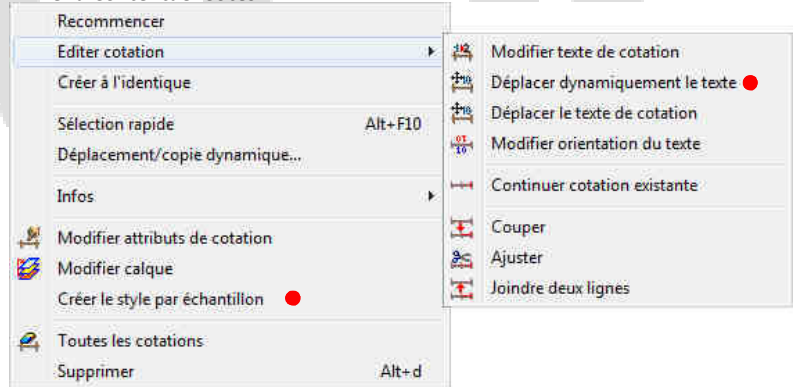 Recommencer
Editer cotation
Créer à l'identique
Sélection rapide Alt+F10
Déplacement/copie dynamique...
Infos
Modifier attributs de cotation
Modifier calque
Créer le style par échantillon
Toutes les cotations
Supprimer Alt+d
Modifier texte de cotation
Déplacer dynamiquement le texte
Déplacer le texte de cotation
Modifier orientation du texte
Continuer cotation existante
Couper
Ajuster
Joindre deux lignes